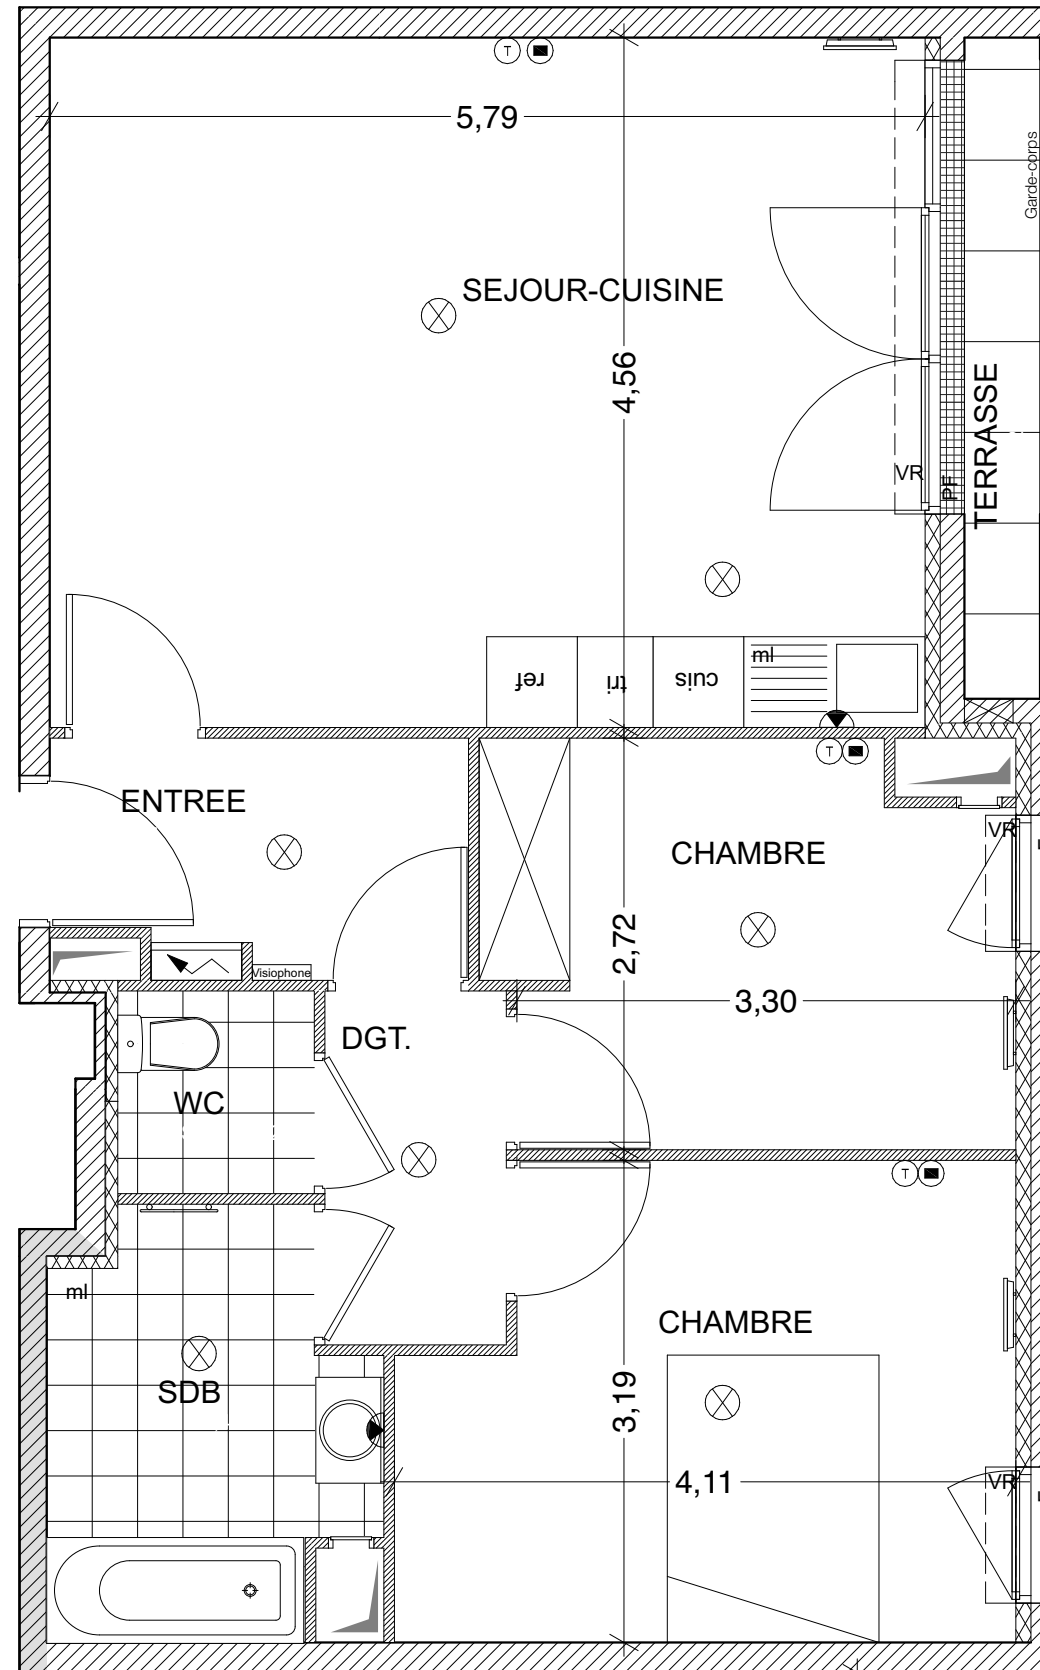 T
5,79
Garde-corps
SEJOUR-CUISINE
4,56
TERRASSE
VR
PF
ref
tri
cuis
ml
T
ENTREE
CHAMBRE
VR
2,72
Visiophone
3,30
DGT.
WC
T
ml
CHAMBRE
SDB
3,19
4,11
VR